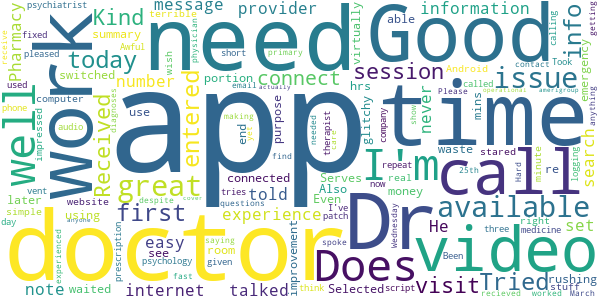 psychiatrist
message
provider
information
need
Good
terrible
Kind
fixed
pleased
Awful
summary
physician
short
primary
able
wish
virtually
info
getting
calling
Took
receive
Pharmacy
work
today
connect
session
issue
switched
number
portion
hrs
Android
contact
emergency
email
actually
used
computer
app
time
phone
well
impressed
audio
Received
entered
diagnoses
use
purpose
end
needed
therapist
glitchy
mins
never
called
Please
operational
amerigroup
company
show
search
anything
great
told
connected
tries
making
find
I'm
call
waste
stared
Hard
minute
logging
re
vent
later
website
Serves
Also
Even
real
money
repeat
now
simple
using
first
experience
questions
I've
patch
Dr
available
day
despite
cover
Wednesday
He
right
25th
three
medicine
set
doctor
easy
see
room
given
improvement
Does
video
note
waited
prescription
psychology
saying
fast
spoke
Been
experienced
anyone
internet
talked
Selected
script
think
visit
Tried
rushing
stuff
recieved
worked
March